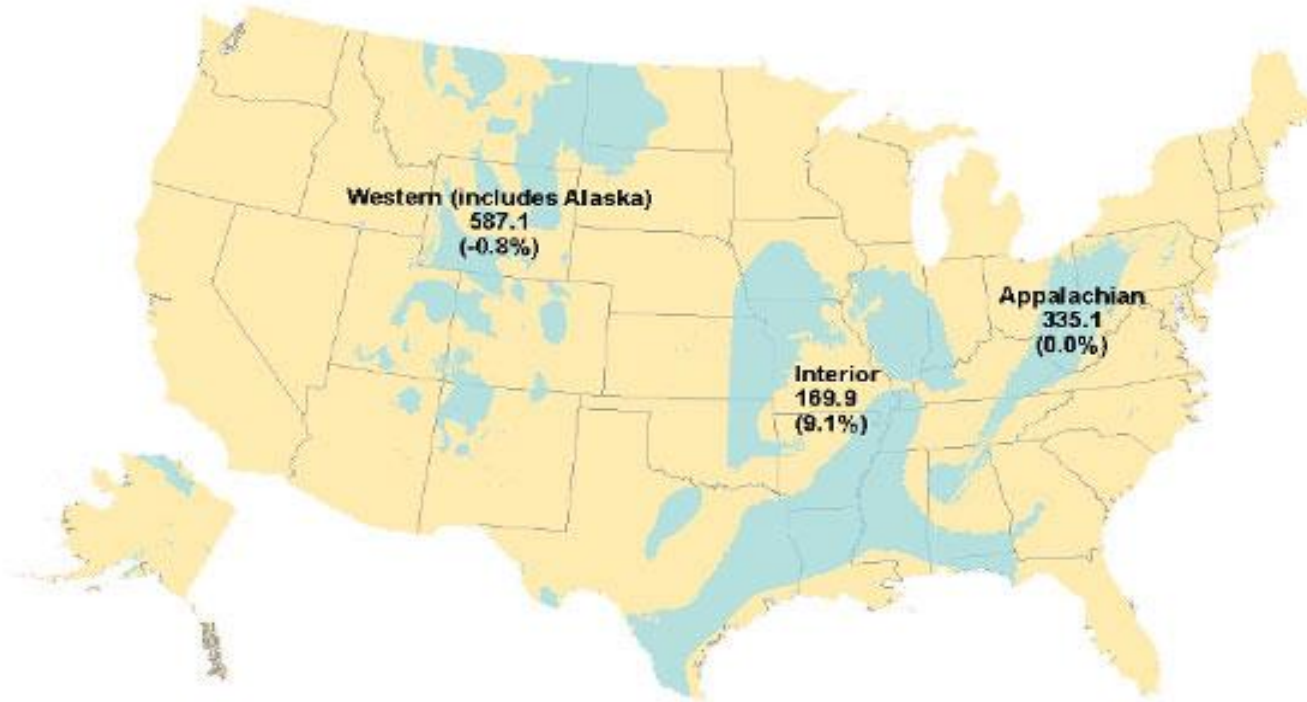 Western (includes Alaska)
587.1
(-0.8%)
Appalachian
335.1
(0.0%)
Interior
169.9
(9.1%)